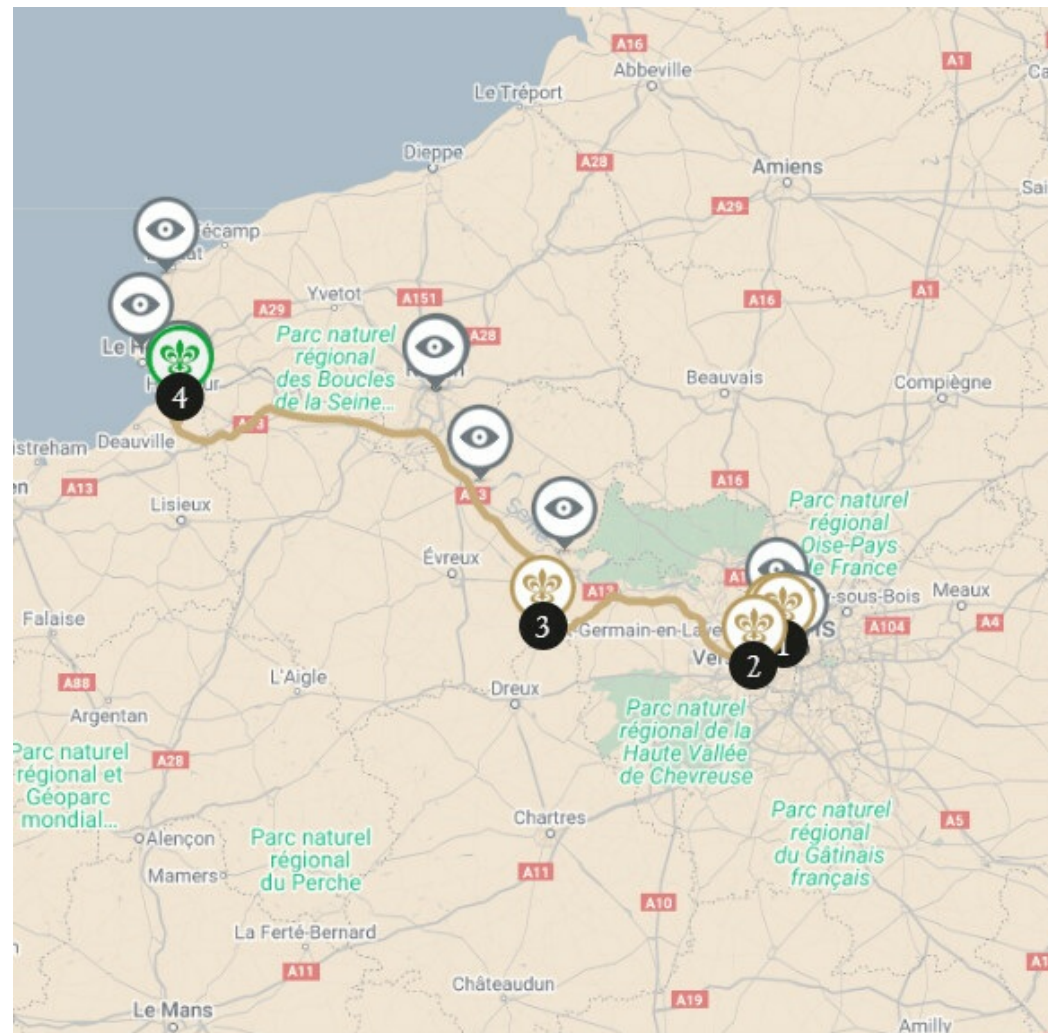 A16
Abbeville
A1
Le Tréport
Dieppe
A28
Amiens
A29
écamp
A29
Yvetot
A151
A28
A16
A1
Parc naturel
régional
des Boucles
de la Seine...
Beauvais
Compiègne
4
Deauville
A13
Lisieux
A16
Parc naturel
régional
Oise-Pays
de France
Évreux
A13
Meaux
Falaise
3
Germain-en-Laye
2
1
A104
A4
L'Aigle
Dreux
A88
Argentan
Parc naturel
régional de la
Haute Vallée
de Chevreuse
Parc naturel
régional et
Géoparc
mondial...
A28
Alençon
Parc naturel
régional
du Perche
Mamers
Chartres
A11
Parc naturel
régional
du Gâtinais
français
A5
A10
La Ferté-Bernard
A11
Châteaudun
A19
Le Mans
Amilly